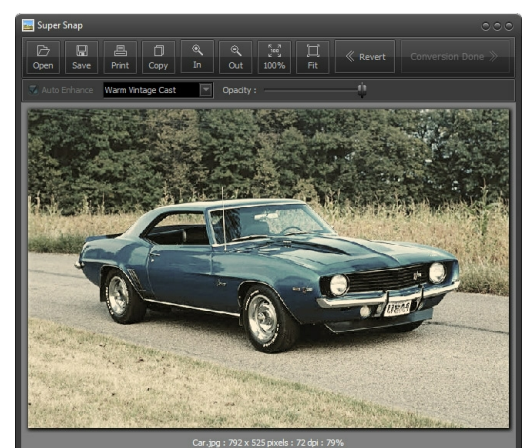 Super Snap
Open Save Print Copy In Out 100% Fit Revert Conversion Done
Auto Enhance Warm Vintage Cast Opacity :
Car.jpg : 792 x 525 pixels : 72 dpi : 79%